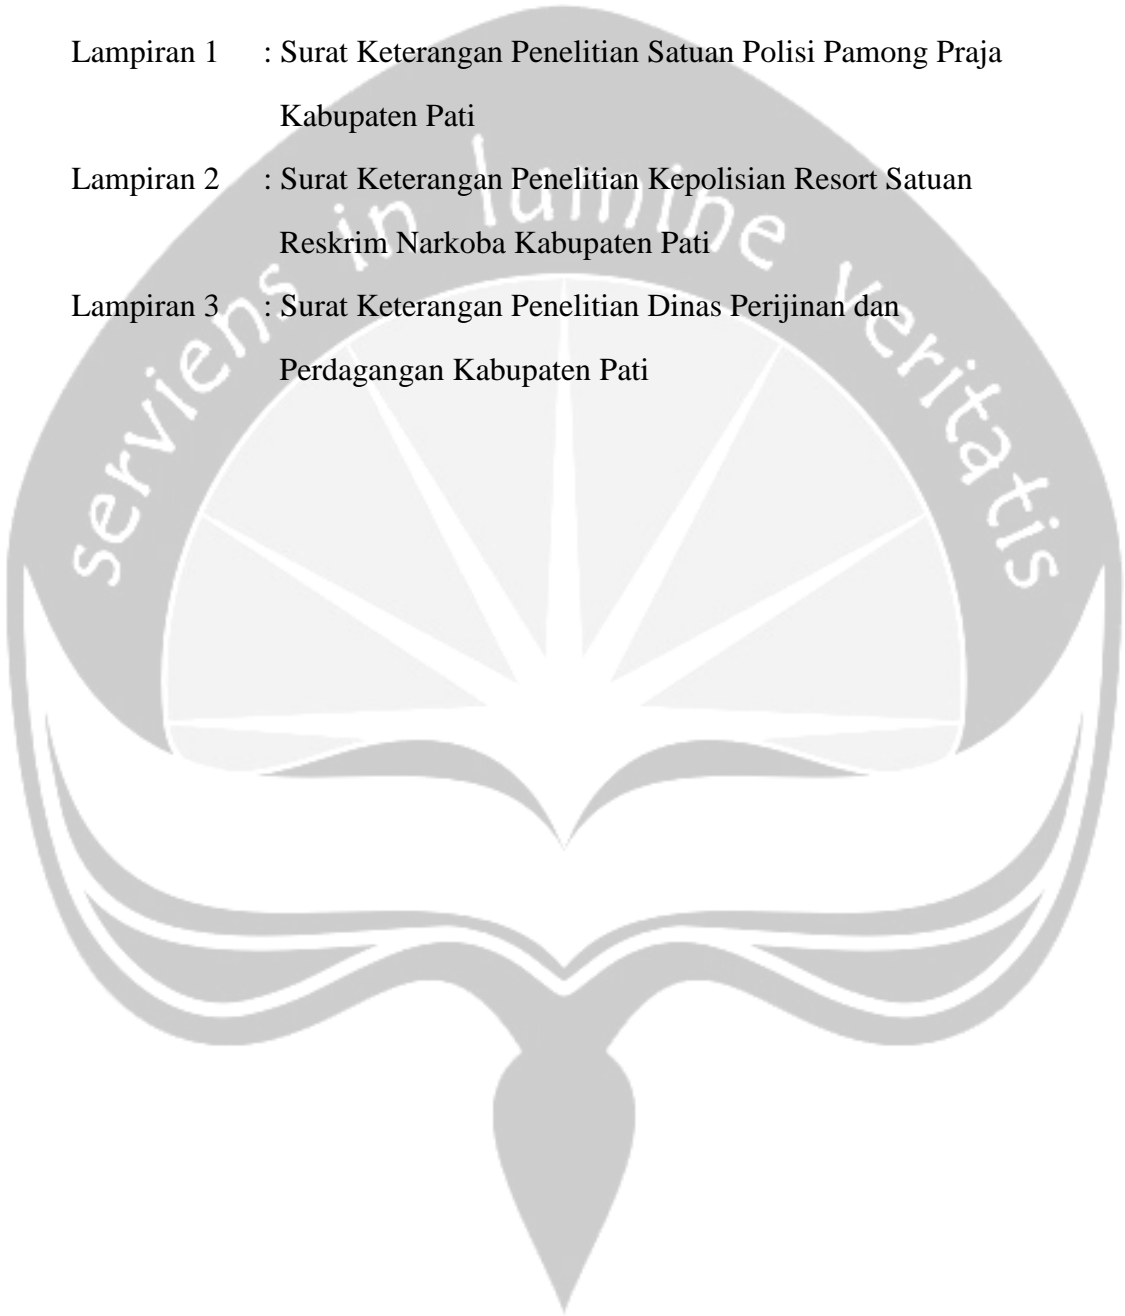 Lampiran 1 : Surat Keterangan Penelitian Satuan Polisi Pamong Praja
Kabupaten Pati
Lampiran 2 : Surat Keterangan Penelitian Kepolisian Resort Satuan
Reskrim Narkoba Kabupaten Pati
Lampiran 3 : Surat Keterangan Penelitian Dinas Perijinan dan
Perdagangan Kabupaten Pati
serviens in lumine veritatis